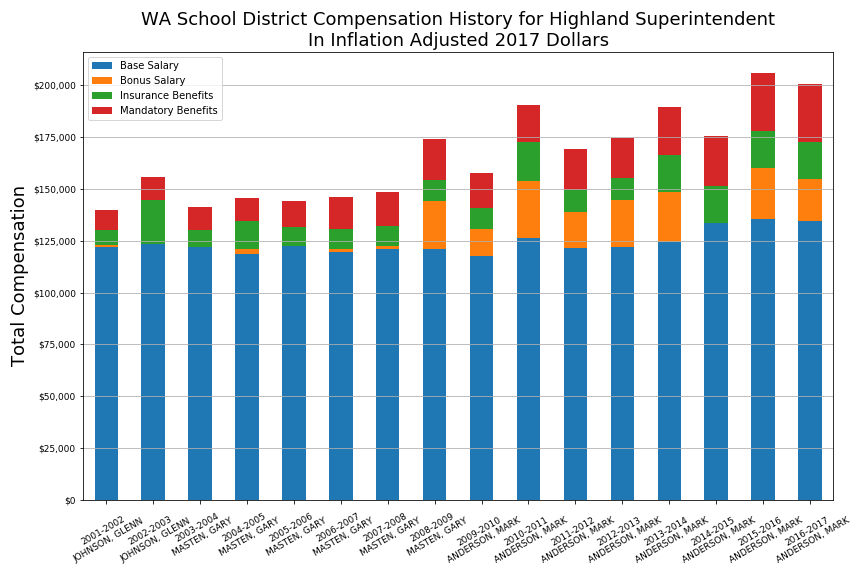 WA School District Compensation History for Highland Superintendent
In Inflation Adjusted 2017 Dollars
Base Salary
Bonus Salary
Insurance Benefits
Mandatory Benefits
Total Compensation
$200,000
$175,000
$150,000
$125,000
$100,000
$75,000
$50,000
$25,000
$0
2001-2002
JOHNSON, GLENN
2002-2003
JOHNSON, GLENN
2003-2004
MASTEN, GARY
2004-2005
MASTEN, GARY
2005-2006
MASTEN, GARY
2006-2007
MASTEN, GARY
2007-2008
MASTEN, GARY
2008-2009
MASTEN, GARY
2009-2010
ANDERSON, MARK
2010-2011
ANDERSON, MARK
2011-2012
ANDERSON, MARK
2012-2013
ANDERSON, MARK
2013-2014
ANDERSON, MARK
2014-2015
ANDERSON, MARK
2015-2016
ANDERSON, MARK
2016-2017
ANDERSON, MARK